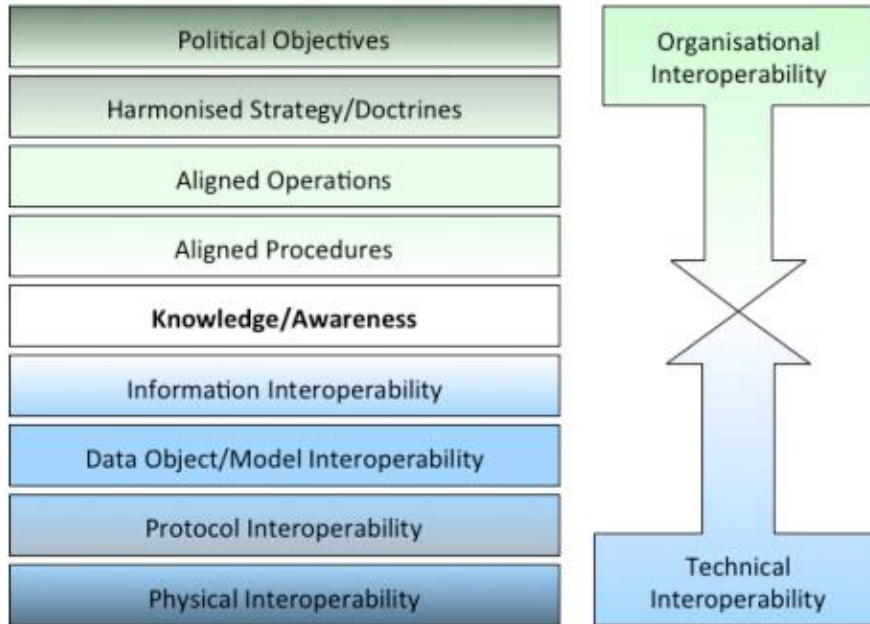 Political Objectives
Harmonised Strategy/Doctrines
Aligned Operations
Aligned Procedures
Knowledge/Awareness
Information Interoperability
Data Object/Model Interoperability
Protocol Interoperability
Physical Interoperability
Organisational
Interoperability
Technical
Interoperability